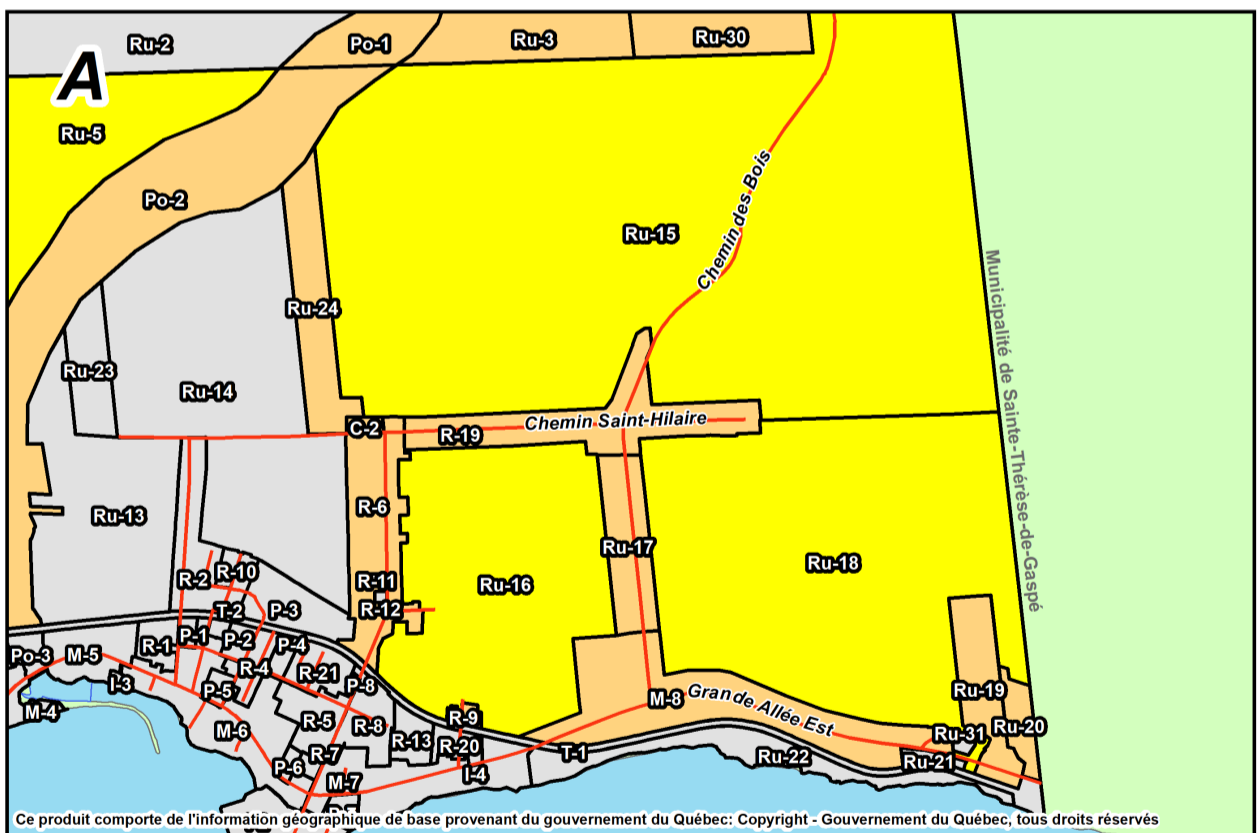 Ru-2
Po-1
Ru-3
Ru-30
A
Ru-5
Po-2
Chemin des Bois
Ru-15
Municipalité de Sainte-Thérèse-de-Gaspé
Ru-24
Ru-23
Ru-14
C-2
Chemin Saint-Hilaire
R-19
R-6
Ru-13
Ru-17
Ru-18
R-2
R-10
R-11
Ru-16
T-2
P-3
R-12
R-1
P-1
P-2
P-4
Po-3
M-5
R-4
R-21
I-3
P-5
P-8
Ru-19
M-8
Grande Allée Est
M-4
M-6
R-5
R-8
R-9
Ru-20
R-13
R-20
Ru-31
R-7
T-1
Ru-22
Ru-21
P-6
M-7
I-4
Ce produit comporte de l'information géographique de base provenant du gouvernement du Québec: Copyright - Gouvernement du Québec, tous droits réservés